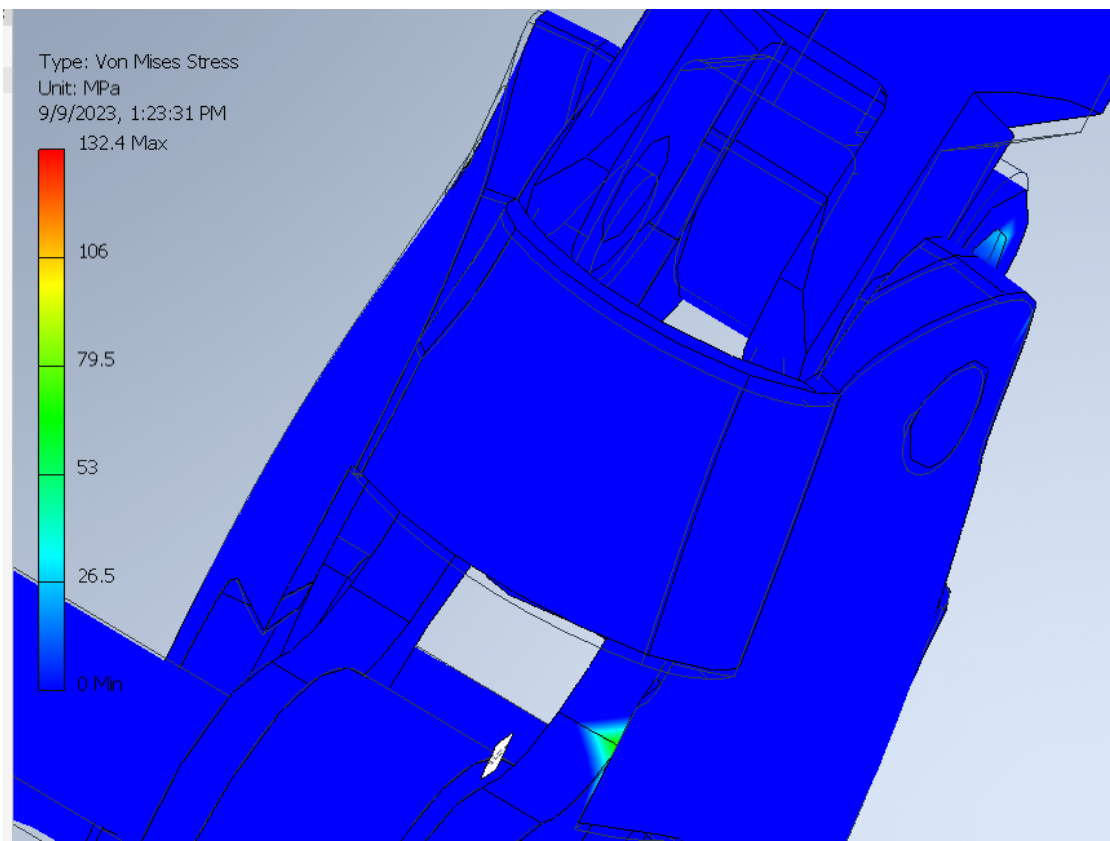 Type: Von Mises Stress
Unit: MPa
9/9/2023, 1:23:31 PM
132.4 Max
106
79.5
53
26.5
0 Min